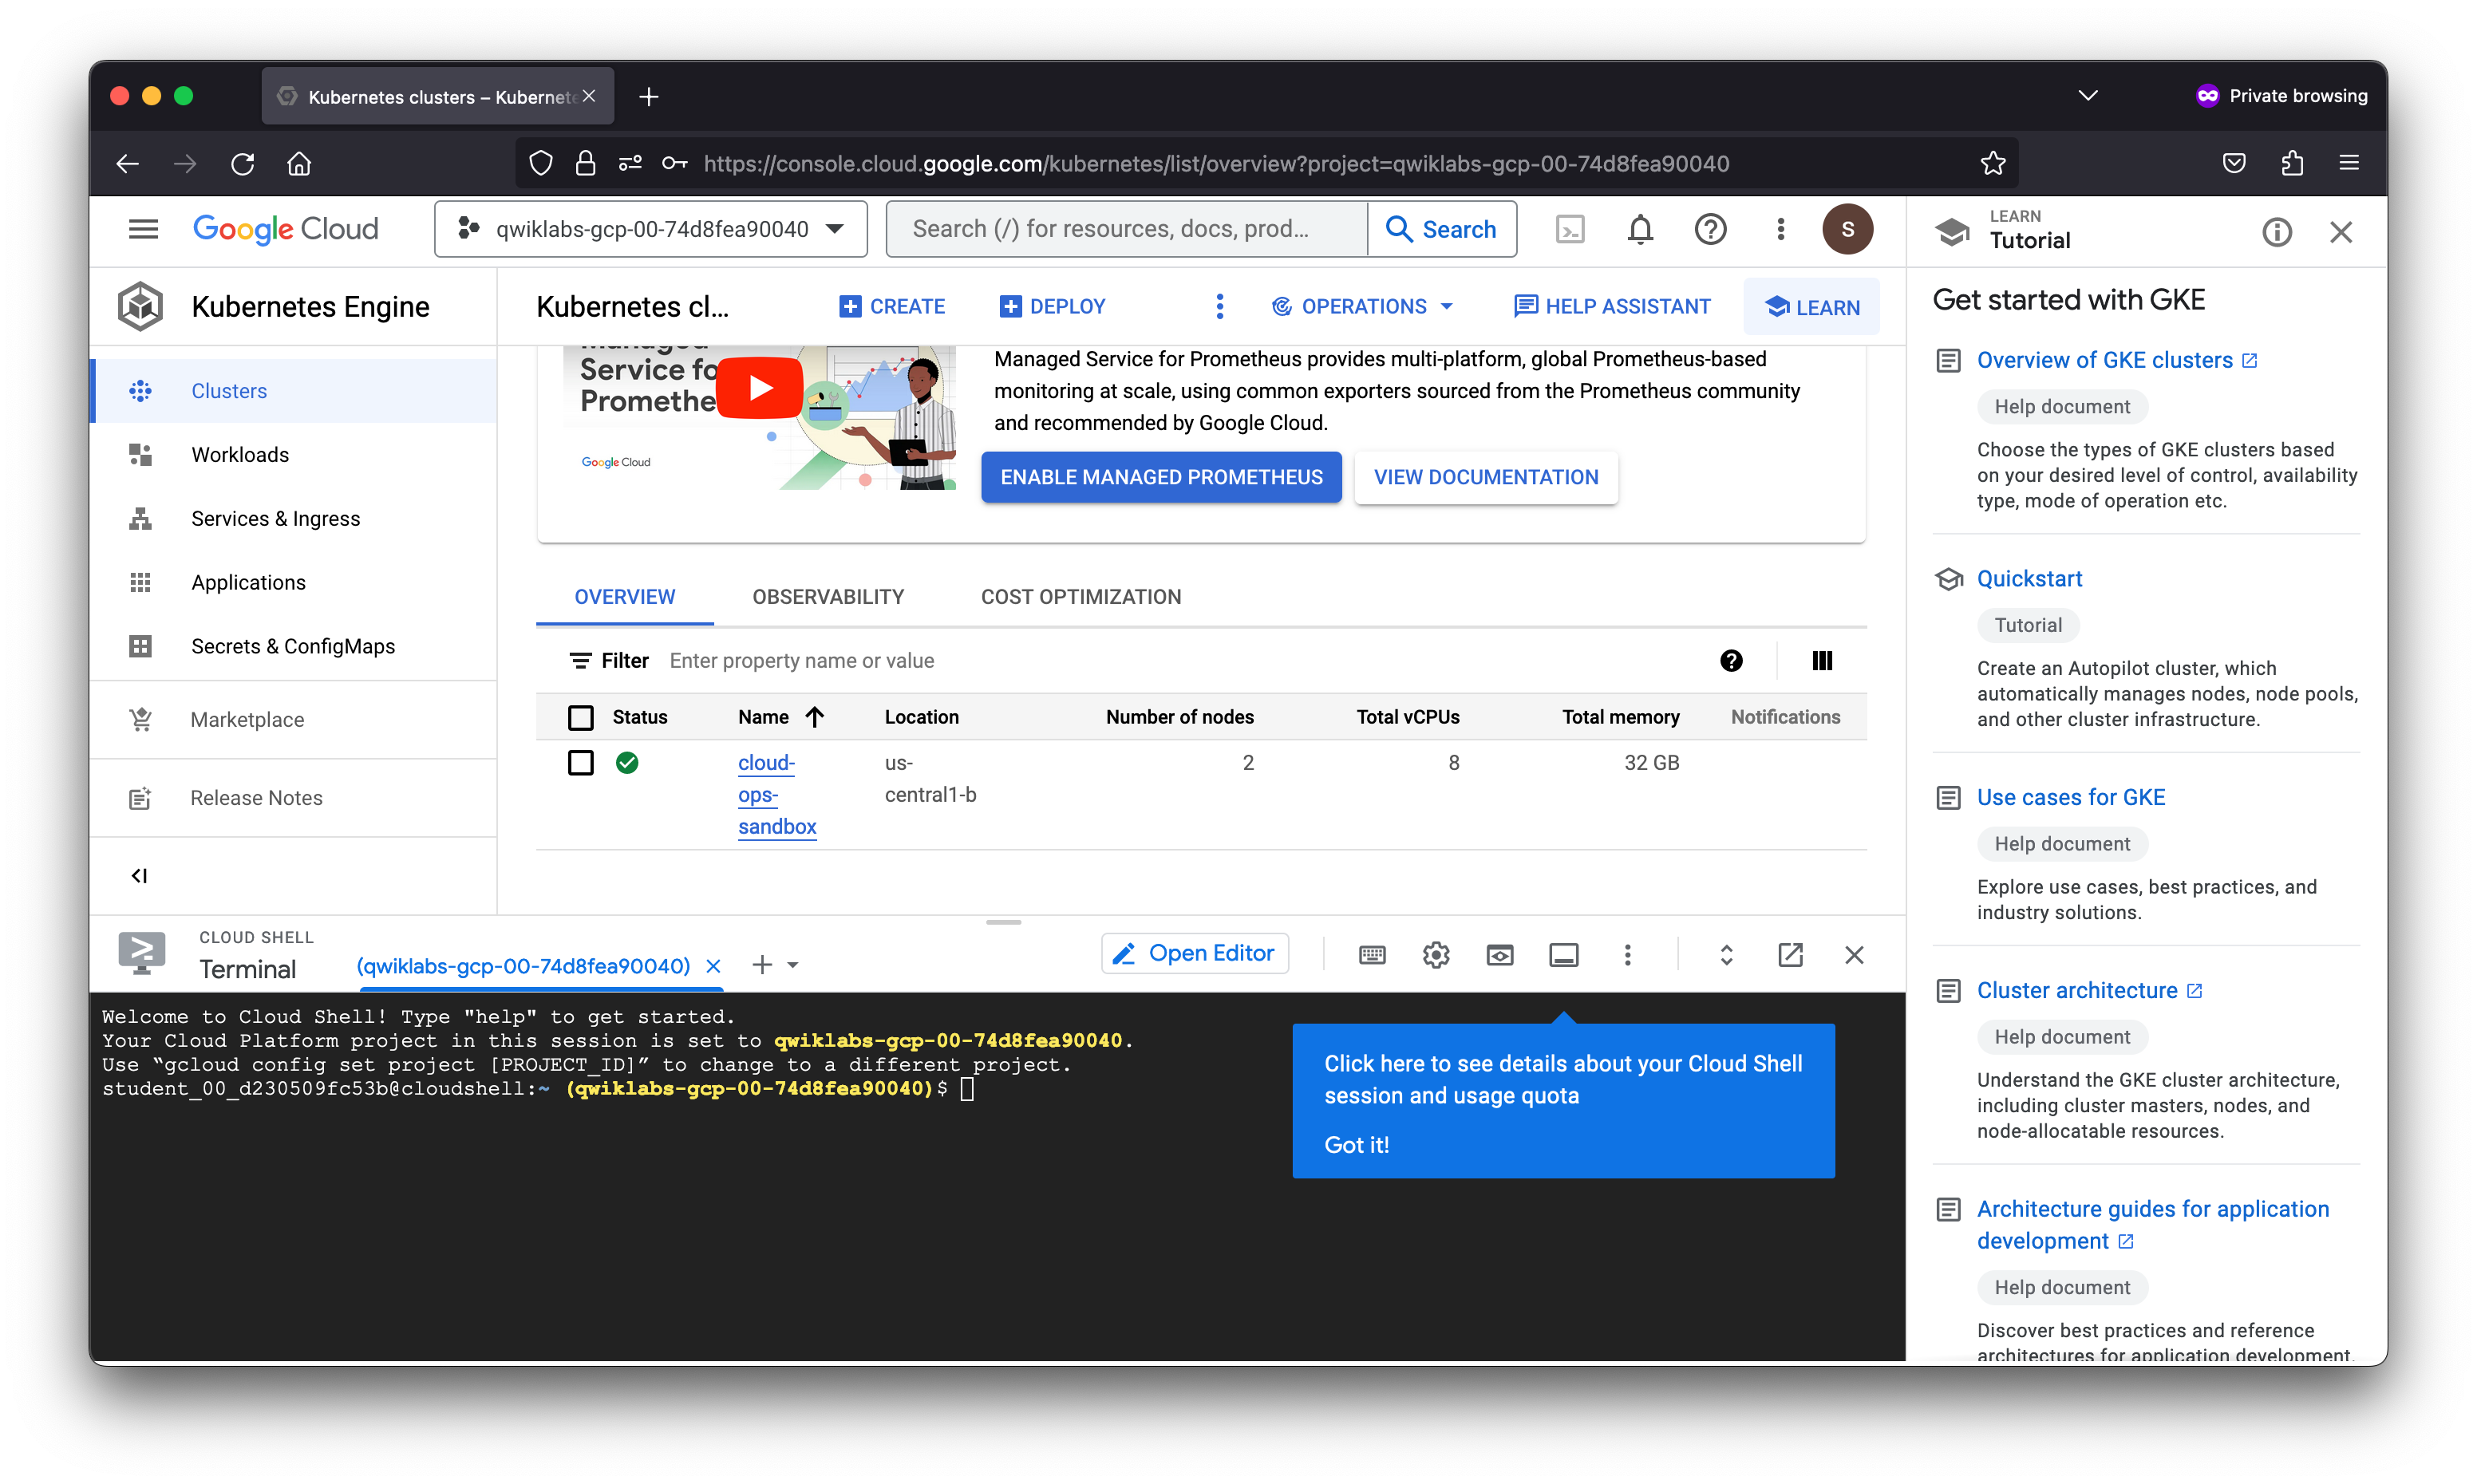 Kubernetes clusters – Kubernete
Private browsing
https://console.cloud.google.com/kubernetes/list/overview?project=qwiklabs-gcp-00-74d8fea90040
Google Cloud
qwiklabs-gcp-00-74d8fea90040
Search (/) for resources, docs, prod...
Search
S
LEARN
Tutorial
Kubernetes Engine
Clusters
Workloads
Services & Ingress
Applications
Secrets & ConfigMaps
Marketplace
Release Notes
Kubernetes cl...
CREATE
DEPLOY
OPERATIONS
HELP ASSISTANT
LEARN
Managed
Service fo
Promethe
Google Cloud
Managed Service for Prometheus provides multi-platform, global Prometheus-based
monitoring at scale, using common exporters sourced from the Prometheus community
and recommended by Google Cloud.
ENABLE MANAGED PROMETHEUS
VIEW DOCUMENTATION
OVERVIEW
OBSERVABILITY
COST OPTIMIZATION
Filter
Enter property name or value
Status Name Location Number of nodes Total vCPUs Total memory Notifications
cloud- us- 2 8 32 GB
ops- central1-b
sandbox
CLOUD SHELL
Terminal
(qwiklabs-gcp-00-74d8fea90040)
Open Editor
Welcome to Cloud Shell! Type "help" to get started.
Your Cloud Platform project in this session is set to qwiklabs-gcp-00-74d8fea90040.
Use “gcloud config set project [PROJECT_ID]” to change to a different project.
student_00_d230509fc53b@cloudshell:~ (qwiklabs-gcp-00-74d8fea90040)$
Click here to see details about your Cloud Shell
session and usage quota
Got it!
Get started with GKE
Overview of GKE clusters
Help document
Choose the types of GKE clusters based
on your desired level of control, availability
type, mode of operation etc.
Quickstart
Tutorial
Create an Autopilot cluster, which
automatically manages nodes, node pools,
and other cluster infrastructure.
Use cases for GKE
Help document
Explore use cases, best practices, and
industry solutions.
Cluster architecture
Help document
Understand the GKE cluster architecture,
including cluster masters, nodes, and
node-allocatable resources.
Architecture guides for application
development
Help document
Discover best practices and reference
architectures for application development.